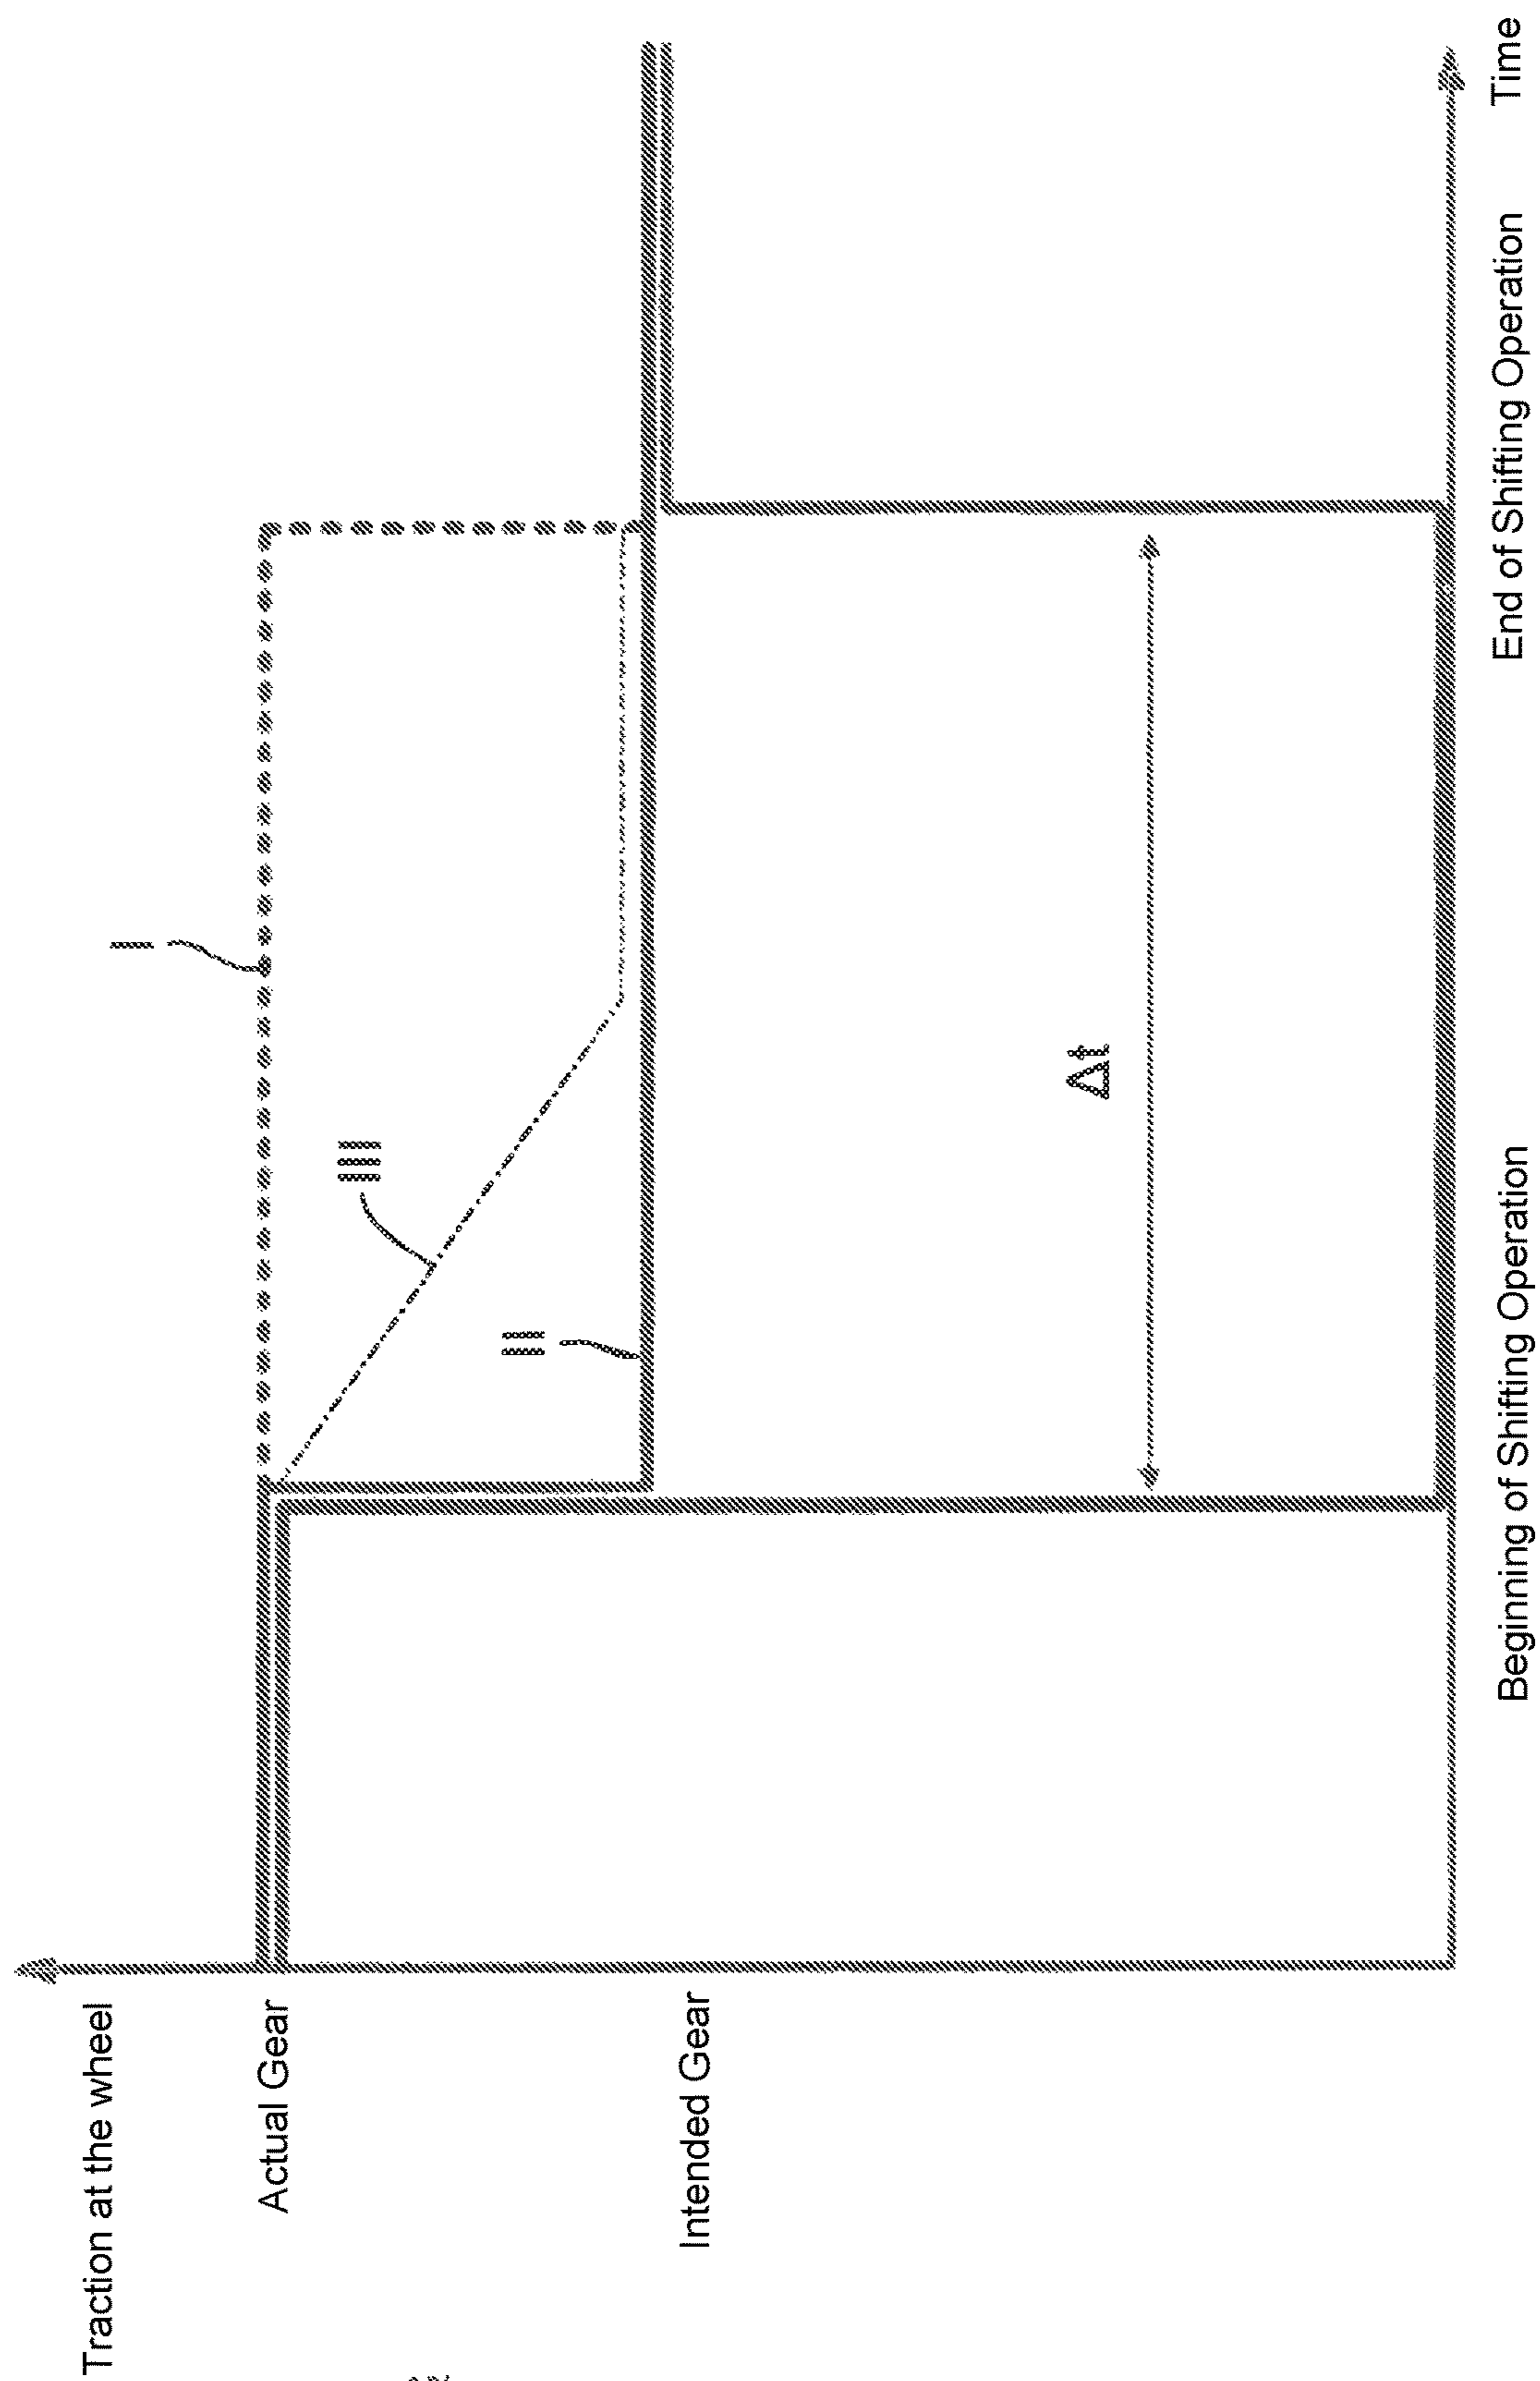 Traction at the wheel
Actual Gear
Intended Gear
I
III
II
Δt
Beginning of Shifting Operation
End of Shifting Operation
Time